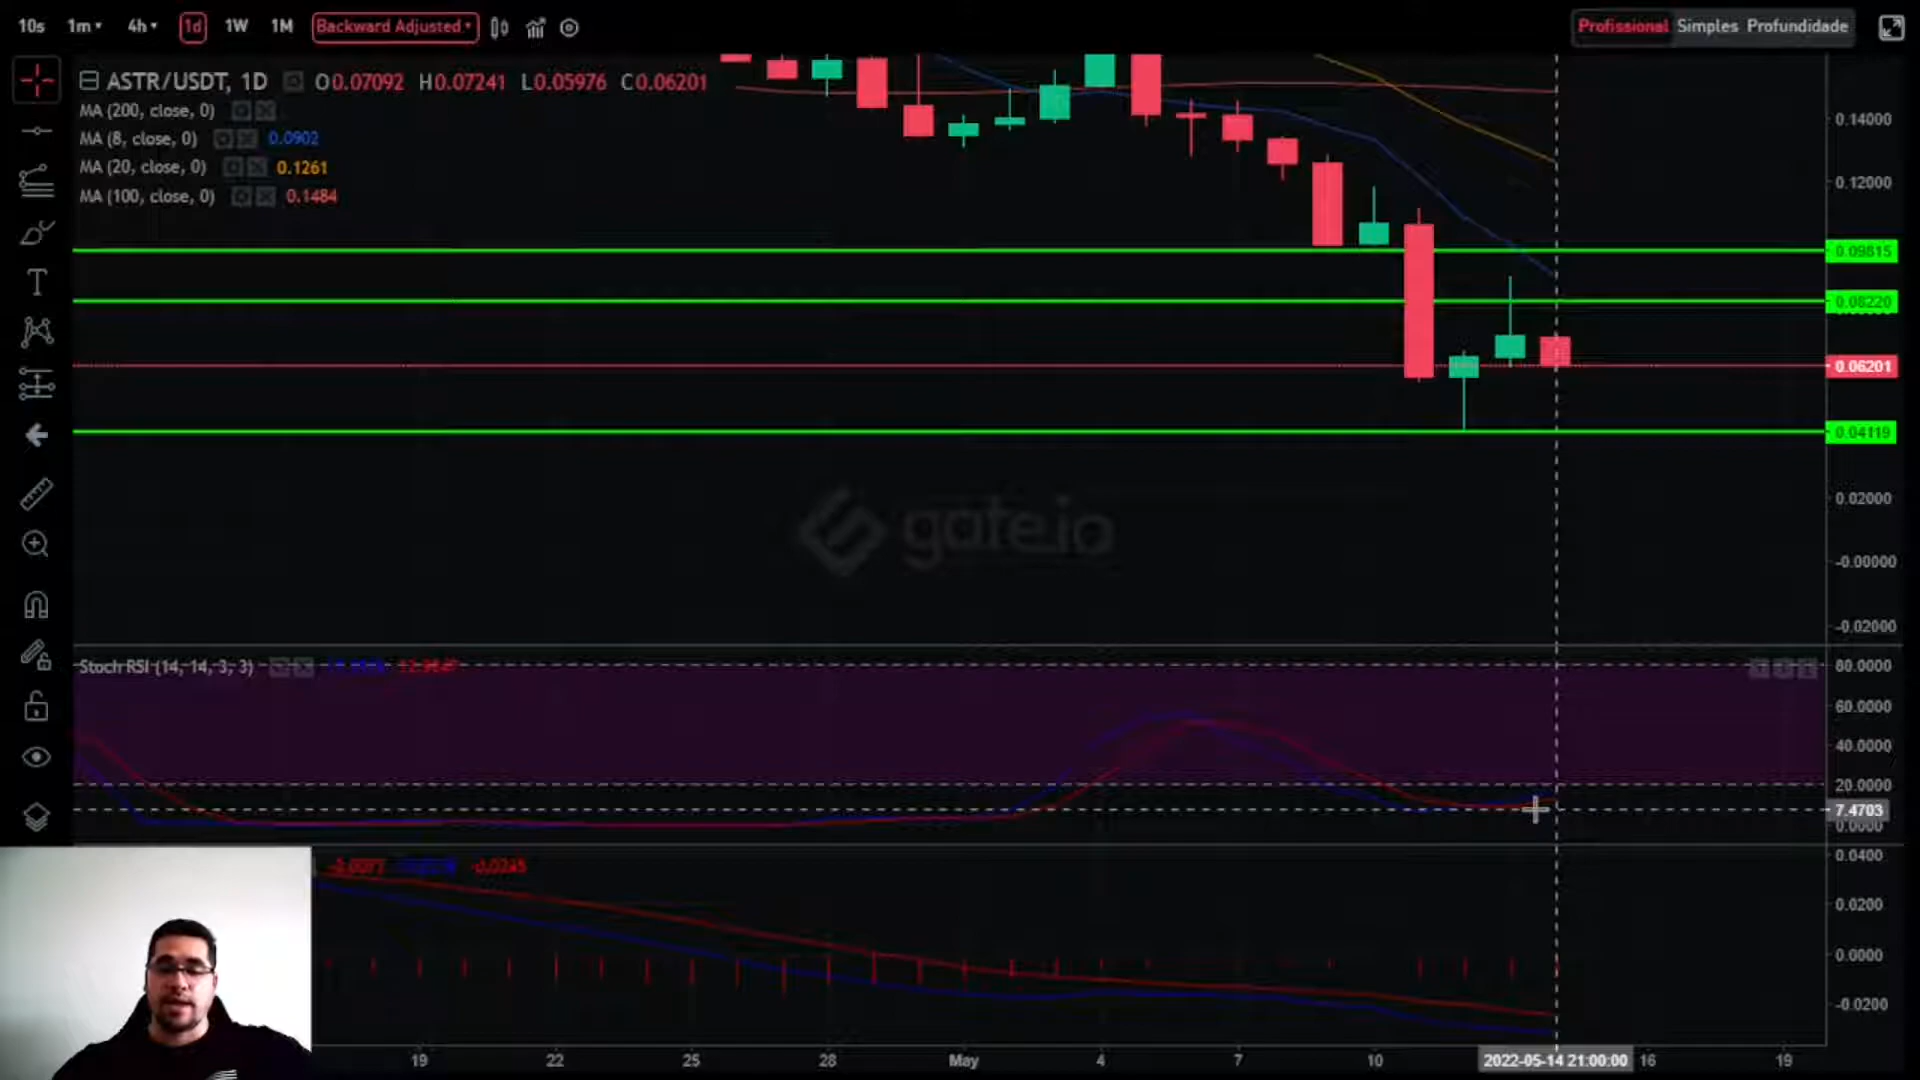 10s 1m 4h 1d 1W 1M Backward Adjusted
Profissional Simples Profundidade
ASTR/USDT, 1D O0.07092 H0.07241 L0.05976 C0.06201
MA (200, close, 0)
MA (8, close, 0) 0.0902
MA (20, close, 0) 0.1261
MA (100, close, 0) 0.1484
0.14000
0.12000
0.09815
0.08220
0.06201
0.04119
0.02000
-0.00000
-0.02000
gate.io
Stoch RSI (14, 14, 3, 3)
80.0000
60.0000
40.0000
20.0000
7.4703
0.0000
0.0400
0.0200
0.0000
-0.0200
19 22 25 28 May 4 7 10 2022-05-14 21:00:00 16 19